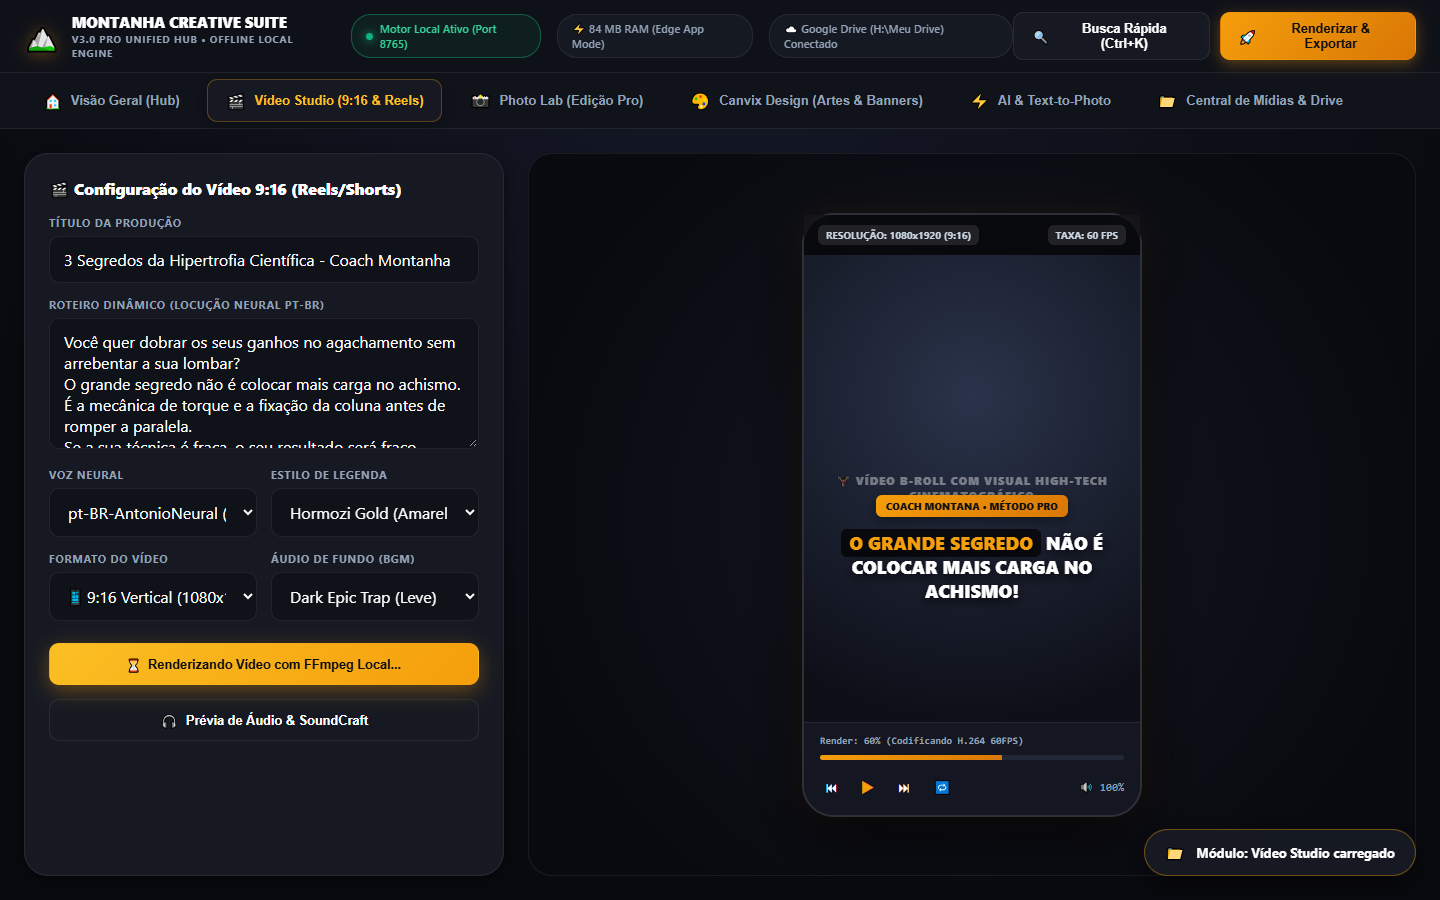 MONTANHA CREATIVE SUITE
V3.0 PRO UNIFIED HUB • OFFLINE LOCAL
ENGINE
Motor Local Ativo (Port
8765)
84 MB RAM (Edge App
Mode)
Google Drive (H:\Meu Drive)
Conectado
Busca Rápida
(Ctrl+K)
Renderizar &
Exportar
Visão Geral (Hub)
Vídeo Studio (9:16 & Reels)
Photo Lab (Edição Pro)
Canvix Design (Artes & Banners)
AI & Text-to-Photo
Central de Mídias & Drive
Configuração do Vídeo 9:16 (Reels/Shorts)
TÍTULO DA PRODUÇÃO
3 Segredos da Hipertrofia Científica - Coach Montanha
ROTEIRO DINÂMICO (LOCUÇÃO NEURAL PT-BR)
Você quer dobrar os seus ganhos no agachamento sem
arrebentar a sua lombar?
O grande segredo não é colocar mais carga no achismo.
É a mecânica de torque e a fixação da coluna antes de
romper a paralela.
Se a sua técnica é fraca, o seu resultado será fraco.
VOZ NEURAL
ESTILO DE LEGENDA
pt-BR-AntonioNeural (
Hormozi Gold (Amarel
FORMATO DO VÍDEO
ÁUDIO DE FUNDO (BGM)
9:16 Vertical (1080x
Dark Epic Trap (Leve)
Renderizando Vídeo com FFmpeg Local...
Prévia de Áudio & SoundCraft
RESOLUÇÃO: 1080x1920 (9:16)
TAXA: 60 FPS
VÍDEO B-ROLL COM VISUAL HIGH-TECH
CINEMATOGRÁFICO
COACH MONTANA • MÉTODO PRO
O GRANDE SEGREDO NÃO É
COLOCAR MAIS CARGA NO
ACHISMO!
Render: 60% (Codificando H.264 60FPS)
100%
Módulo: Vídeo Studio carregado